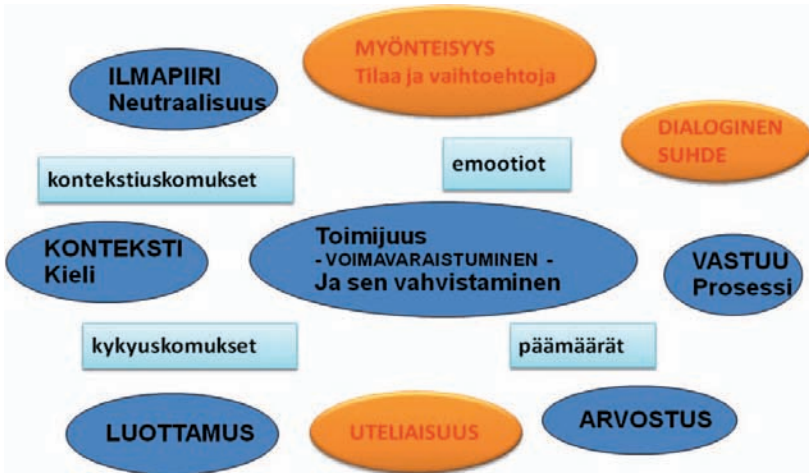 MYÖNTEISYYS
Tilaa ja vaihtoehtoja
ILMAPIIRI
Neutraalisuus
DIALOGINEN
SUHDE
kontekstiuskomukset
emootiot
KONTEKSTI
Kieli
Toimijuus
- VOIMAVARAISTUMINEN -
Ja sen vahvistaminen
VASTUU
Prosessi
kykyuskomukset
päämäärät
LUOTTAMUS
UTELIAISUUS
ARVOSTUS